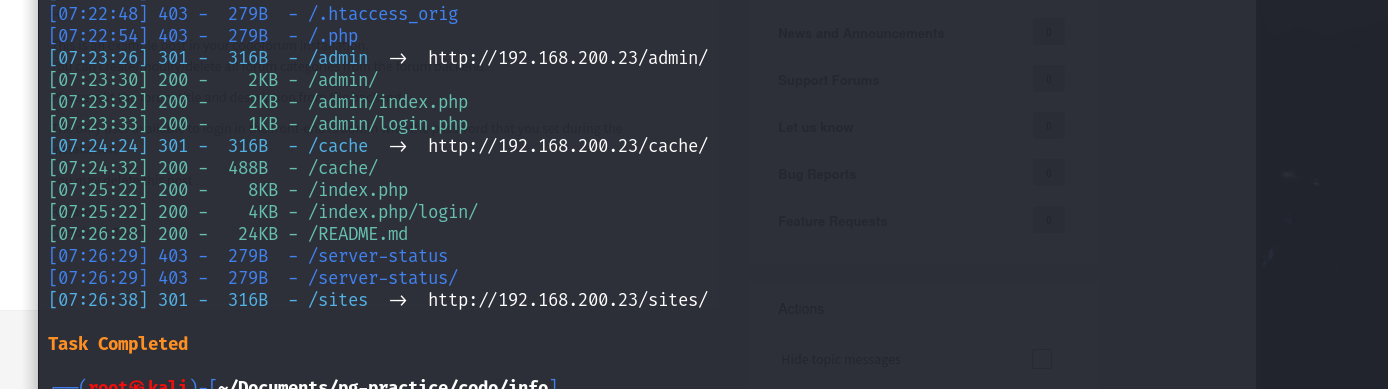 [07:22:48] 403 -  279B  - /.htaccess_orig
[07:22:54] 403 -  279B  - /.php
[07:23:26] 301 -  316B  - /admin  →  http://192.168.200.23/admin/
[07:23:30] 200 -    2KB - /admin/
[07:23:32] 200 -    2KB - /admin/index.php
[07:23:33] 200 -    1KB - /admin/login.php
[07:24:24] 301 -  316B  - /cache  →  http://192.168.200.23/cache/
[07:24:32] 200 -  488B  - /cache/
[07:25:22] 200 -    8KB - /index.php
[07:25:22] 200 -    4KB - /index.php/login/
[07:26:28] 200 -   24KB - /README.md
[07:26:29] 403 -  279B  - /server-status
[07:26:29] 403 -  279B  - /server-status/
[07:26:38] 301 -  316B  - /sites  →  http://192.168.200.23/sites/
Task Completed
(root㉿kali)-[~/Documents/pg-practice/codo/info]
News and Announcements 0
Support Forums 0
Let us know 0
Bug Reports 0
Feature Requests 0
Actions
Hide topic messages